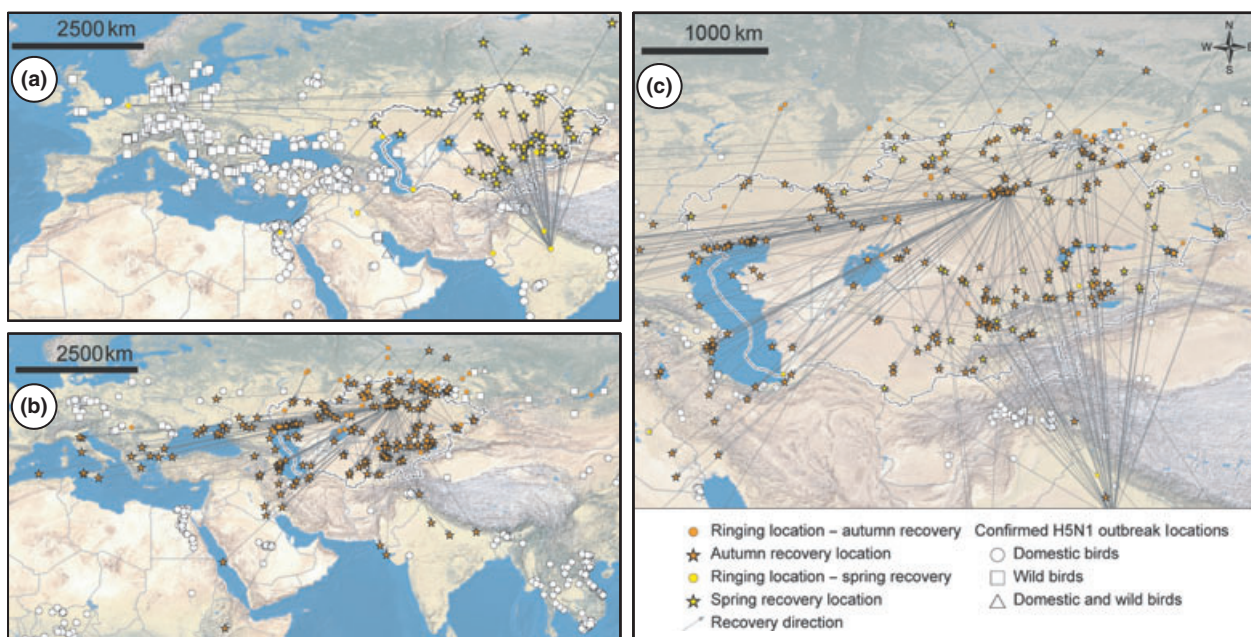 2500 km
(a)
2500 km
(b)
1000 km
(c)
N
W E
S
Ringing location – autumn recovery
Autumn recovery location
Ringing location – spring recovery
Spring recovery location
Recovery direction
Confirmed H5N1 outbreak locations
Domestic birds
Wild birds
Domestic and wild birds